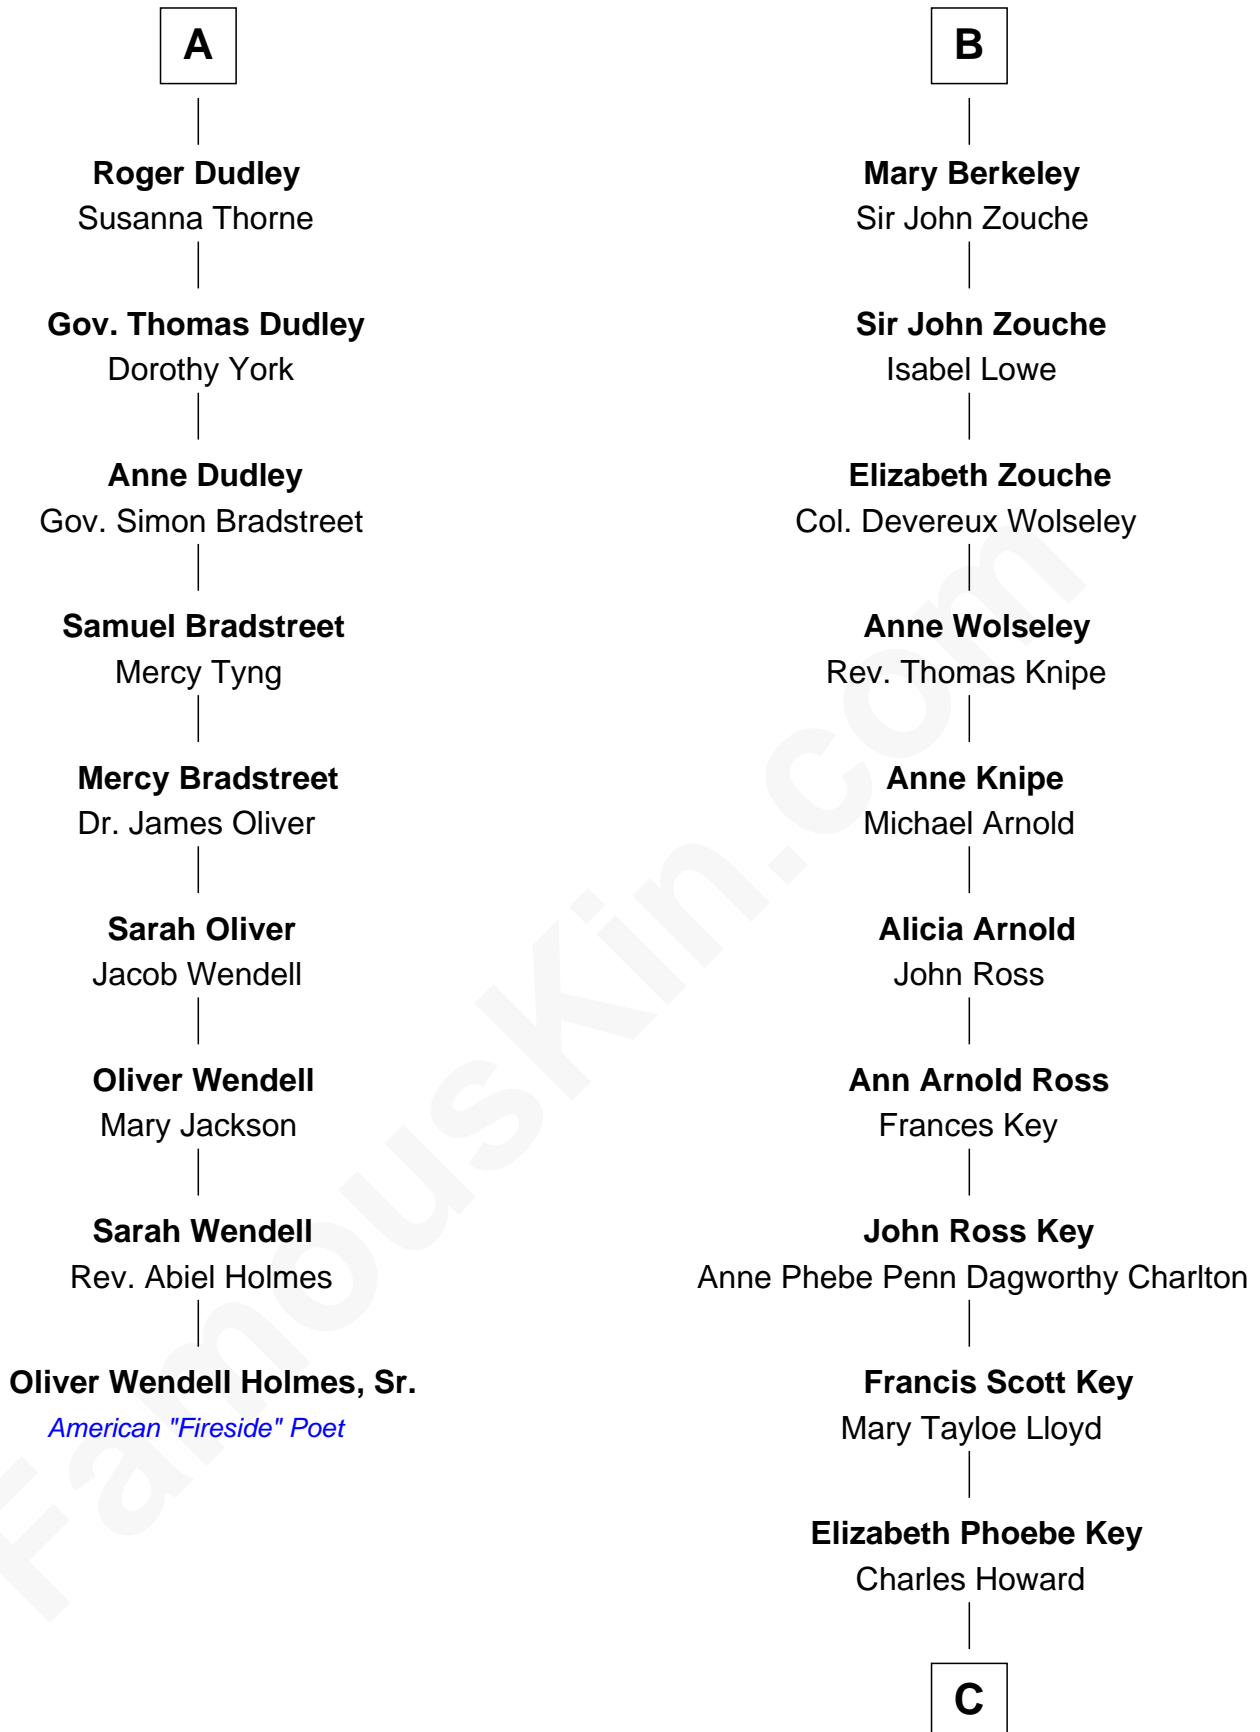 A
Roger Dudley
Susanna Thorne
Gov. Thomas Dudley
Dorothy York
Anne Dudley
Gov. Simon Bradstreet
Samuel Bradstreet
Mercy Tyng
Mercy Bradstreet
Dr. James Oliver
Sarah Oliver
Jacob Wendell
Oliver Wendell
Mary Jackson
Sarah Wendell
Rev. Abiel Holmes
Oliver Wendell Holmes, Sr.
American "Fireside" Poet
B
Mary Berkeley
Sir John Zouche
Sir John Zouche
Isabel Lowe
Elizabeth Zouche
Col. Devereux Wolseley
Anne Wolseley
Rev. Thomas Knipe
Anne Knipe
Michael Arnold
Alicia Arnold
John Ross
Ann Arnold Ross
Frances Key
John Ross Key
Anne Phebe Penn Dagworthy Charlton
Francis Scott Key
Mary Tayloe Lloyd
Elizabeth Phoebe Key
Charles Howard
C
FamousKin.com